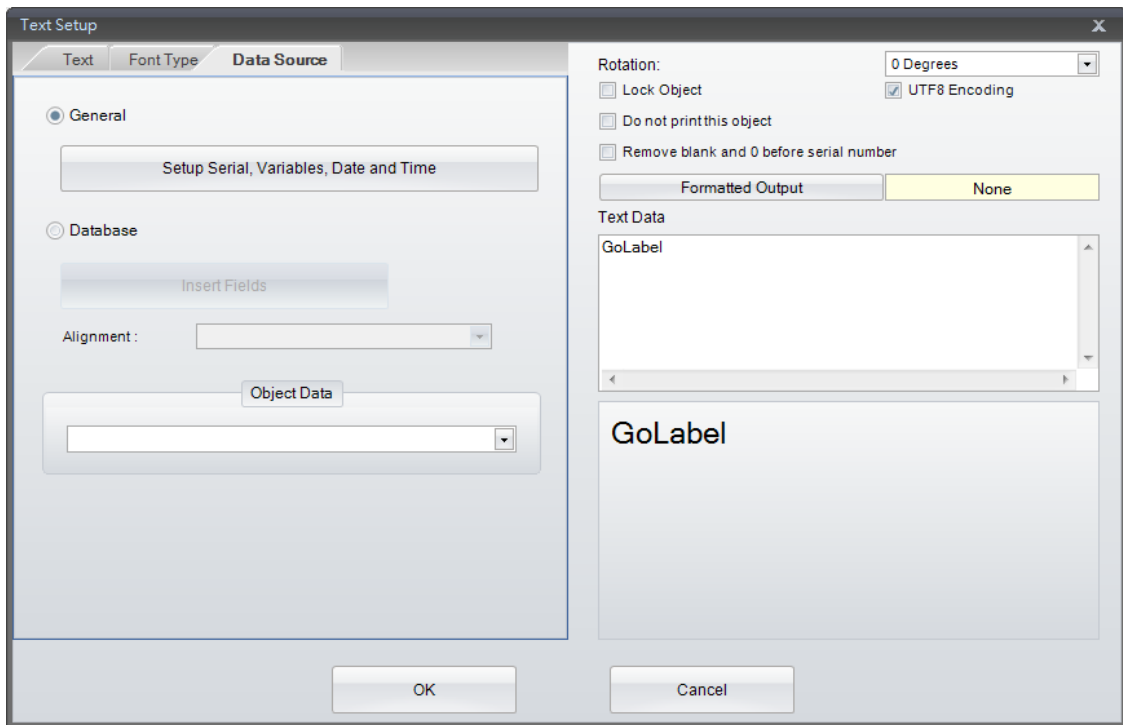 Text Setup
X
Text Font Type Data Source
General
Setup Serial, Variables, Date and Time
Database
Insert Fields
Alignment :
Object Data
Rotation: 0 Degrees
Lock Object UTF8 Encoding
Do not print this object
Remove blank and 0 before serial number
Formatted Output None
Text Data
GoLabel
GoLabel
OK Cancel